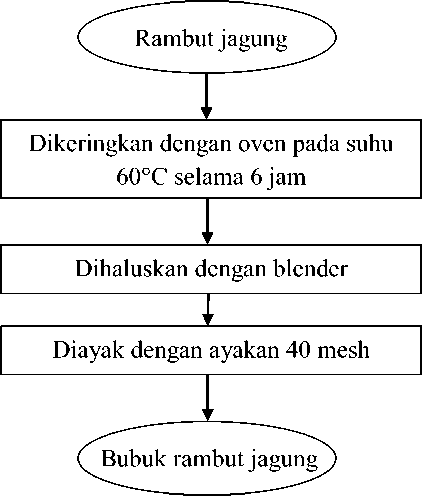 Rambut jagung
Dikeringkan dengan oven pada suhu
60°C selama 6 jam
Dihaluskan dengan blender
Diayak dengan ayakan 40 mesh
Bubuk rambut jagung